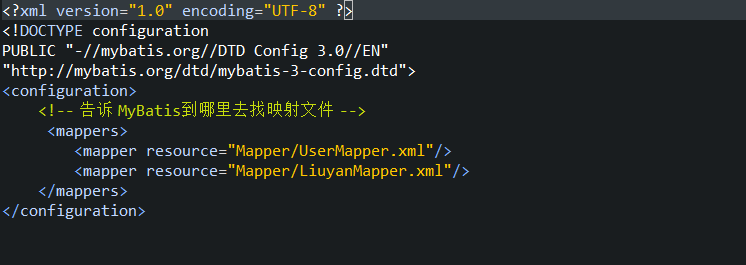 <?xml version="1.0" encoding="UTF-8" ?>
<!DOCTYPE configuration
PUBLIC "-//mybatis.org//DTD Config 3.0//EN"
"http://mybatis.org/dtd/mybatis-3-config.dtd">
<configuration>
    <!-- 告诉 MyBatis到哪里去找映射文件 -->
     <mappers>
        <mapper resource="Mapper/UserMapper.xml"/>
        <mapper resource="Mapper/LiuyanMapper.xml"/>
    </mappers>
</configuration>